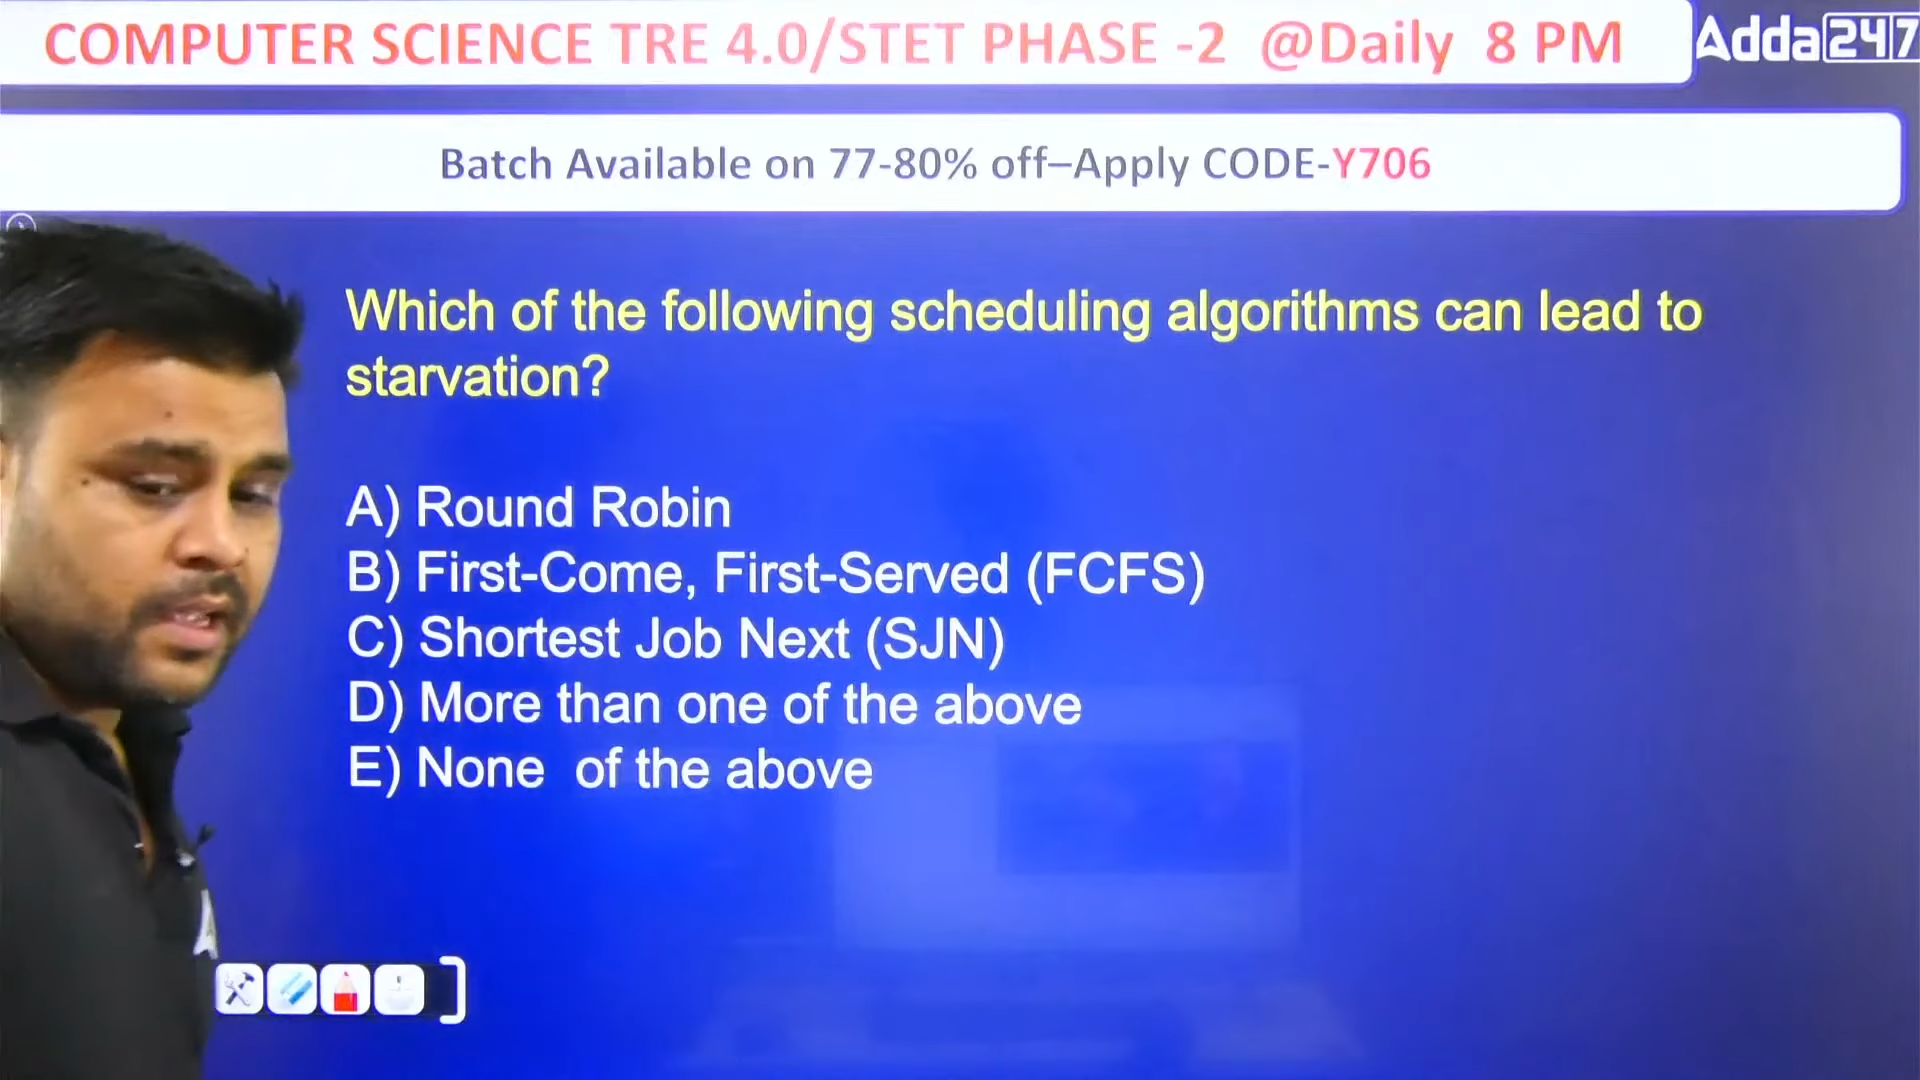 COMPUTER SCIENCE TRE 4.0/STET PHASE -2 @Daily 8 PM
Adda247
Batch Available on 77-80% off–Apply CODE-Y706
Which of the following scheduling algorithms can lead to
starvation?
A) Round Robin
B) First-Come, First-Served (FCFS)
C) Shortest Job Next (SJN)
D) More than one of the above
E) None of the above